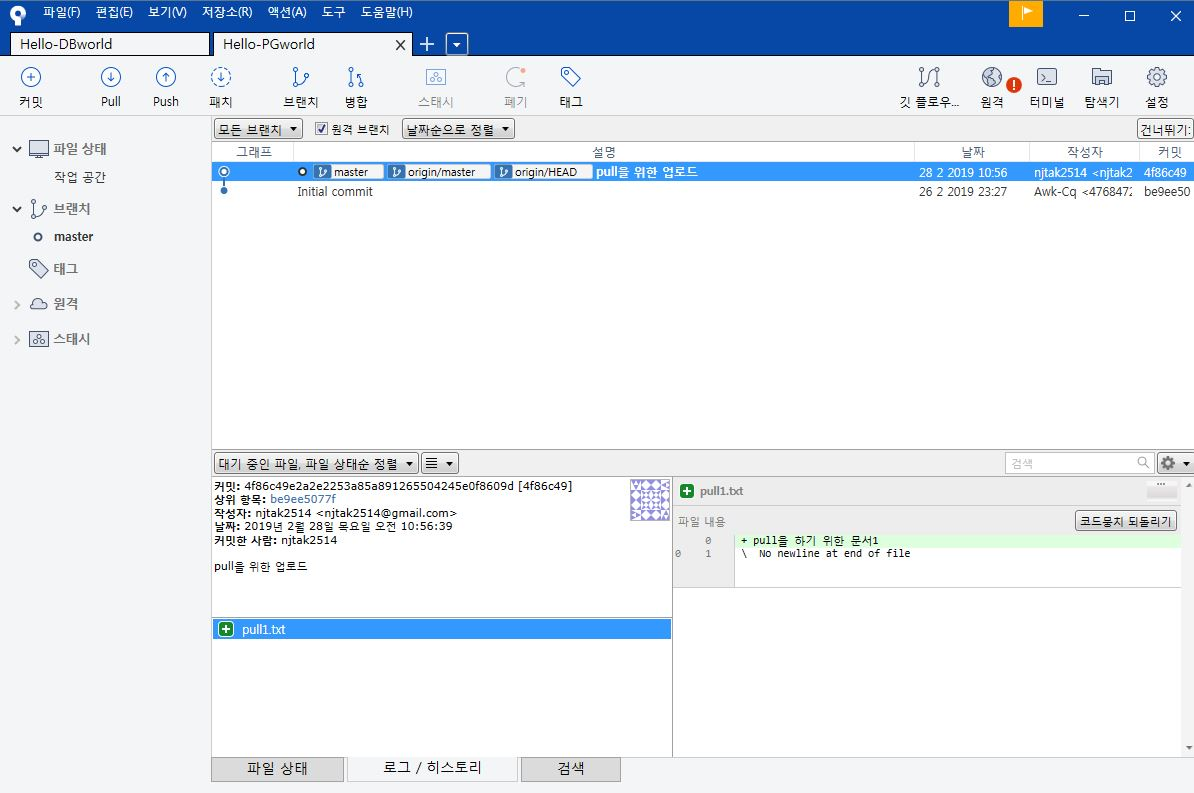 파일(F) 편집(E) 보기(V) 저장소(R) 액션(A) 도구 도움말(H)
Hello-DBworld Hello-PGworld
커밋 Pull Push 패치 브랜치 병합 스태시 폐기 태그 깃 플로우... 원격 터미널 탐색기 설정
파일 상태
작업 공간
브랜치
master
태그
원격
스태시
모든 브랜치 원격 브랜치 날짜순으로 정렬 건너뛰기:
그래프 설명 날짜 작성자 커밋
master origin/master origin/HEAD pull을 위한 업로드 28 2 2019 10:56 njtak2514 <njtak2 4f86c49
Initial commit 26 2 2019 23:27 Awk-Cq <4768472 be9ee50
대기 중인 파일, 파일 상태순 정렬 검색
커밋: 4f86c49e2a2e2253a85a891265504245e0f8609d [4f86c49]
상위 항목: be9ee5077f
작성자: njtak2514 <njtak2514@gmail.com>
날짜: 2019년 2월 28일 목요일 오전 10:56:39
커밋한 사람: njtak2514
pull을 위한 업로드
pull1.txt
pull1.txt
파일 내용 코드뭉치 되돌리기
0 + pull을 하기 위한 문서1
0 1 \ No newline at end of file
파일 상태 로그 / 히스토리 검색